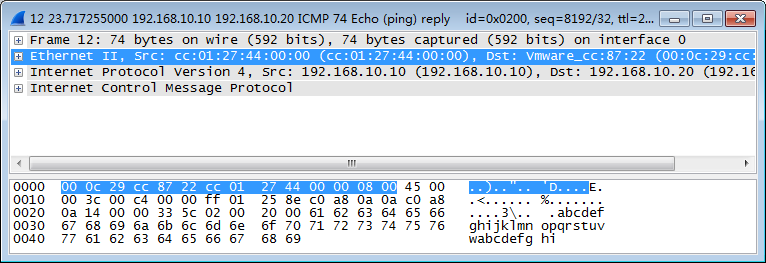 12 23.717255000 192.168.10.10 192.168.10.20 ICMP 74 Echo (ping) reply id=0x0200, seq=8192/32, ttl=2...
Frame 12: 74 bytes on wire (592 bits), 74 bytes captured (592 bits) on interface 0
Ethernet II, Src: cc:01:27:44:00:00 (cc:01:27:44:00:00), Dst: Vmware_cc:87:22 (00:0c:29:cc:
Internet Protocol Version 4, Src: 192.168.10.10 (192.168.10.10), Dst: 192.168.10.20 (192.16
Internet Control Message Protocol
0000 00 0c 29 cc 87 22 cc 01 27 44 00 00 08 00 45 00 ..).."..'D....E.
0010 00 3c 00 c4 00 00 ff 01 25 8e c0 a8 0a 0a c0 a8 .<...... %.......
0020 0a 14 00 00 33 5c 02 00 20 00 61 62 63 64 65 66 ....3\.. .abcdef
0030 67 68 69 6a 6b 6c 6d 6e 6f 70 71 72 73 74 75 76 ghijklmn opqrstuv
0040 77 61 62 63 64 65 66 67 68 69 wabcdefg hi